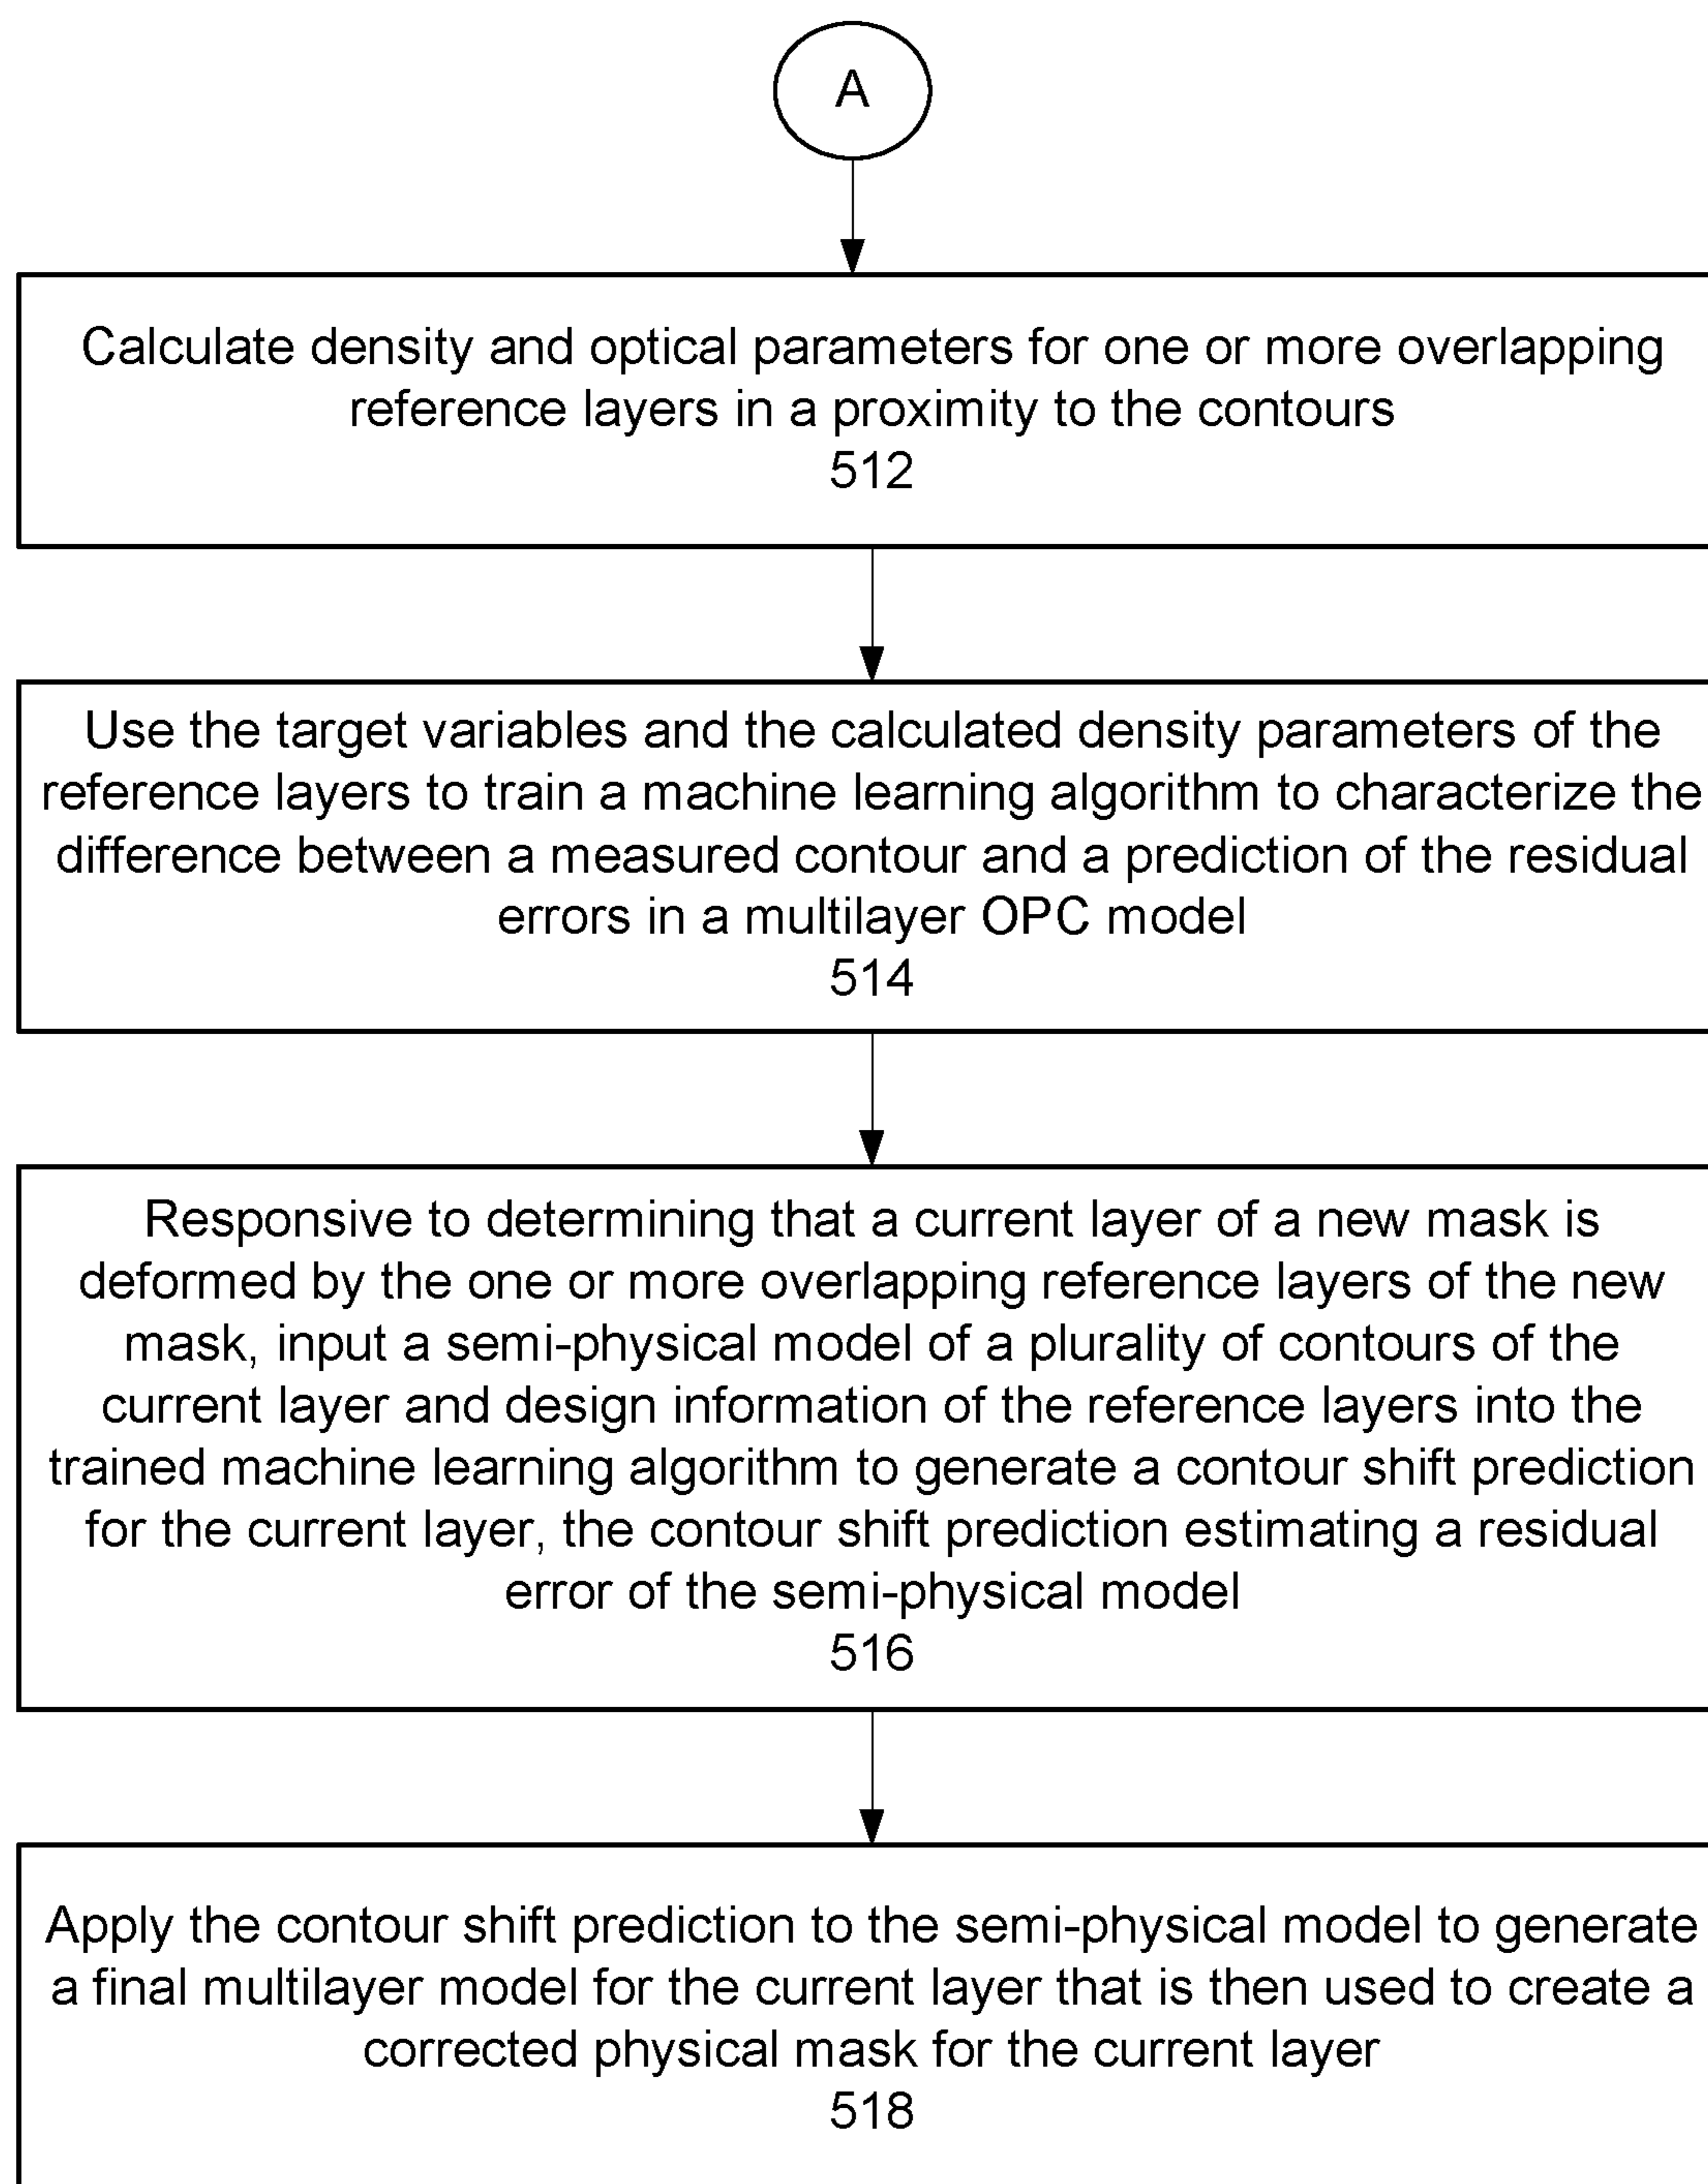 A
Calculate density and optical parameters for one or more overlapping
reference layers in a proximity to the contours
512
Use the target variables and the calculated density parameters of the
reference layers to train a machine learning algorithm to characterize the
difference between a measured contour and a prediction of the residual
errors in a multilayer OPC model
514
Responsive to determining that a current layer of a new mask is
deformed by the one or more overlapping reference layers of the new
mask, input a semi-physical model of a plurality of contours of the
current layer and design information of the reference layers into the
trained machine learning algorithm to generate a contour shift prediction
for the current layer, the contour shift prediction estimating a residual
error of the semi-physical model
516
Apply the contour shift prediction to the semi-physical model to generate
a final multilayer model for the current layer that is then used to create a
corrected physical mask for the current layer
518